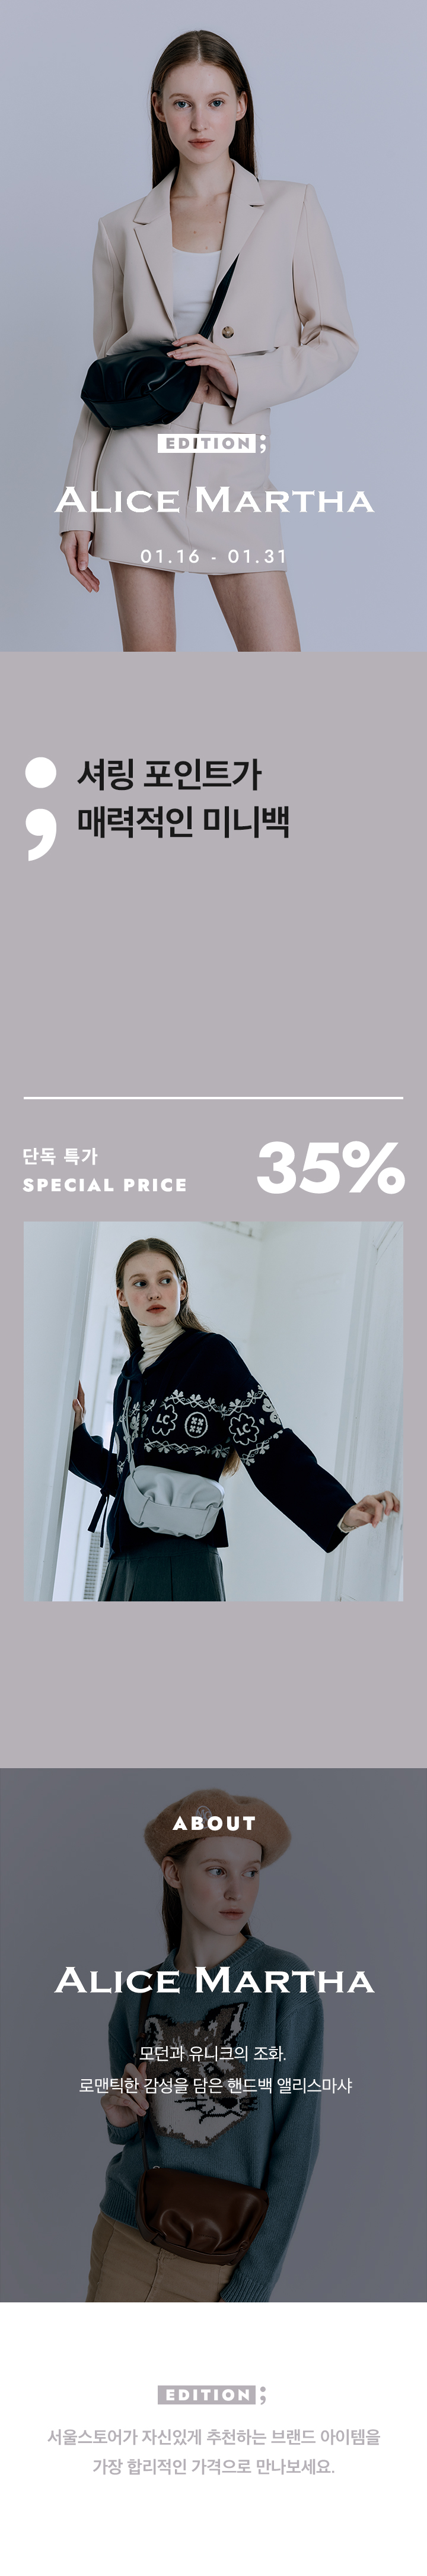 EDITION;
ALICE MARTHA
01.16 - 01.31
; 셔링 포인트가
매력적인 미니백
단독 특가
SPECIAL PRICE
35%
LC
LC
ABOUT
ALICE MARTHA
모던과 유니크의 조화.
로맨틱한 감성을 담은 핸드백 앨리스마샤
EDITION;
서울스토어가 자신있게 추천하는 브랜드 아이템을
가장 합리적인 가격으로 만나보세요.